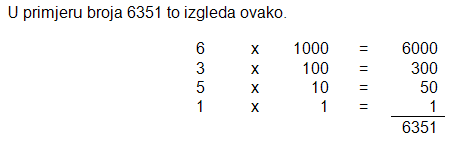 U primjeru broja 6351 to izgleda ovako.
6 x 1000 = 6000
3 x 100 = 300
5 x 10 = 50
1 x 1 = 1
6351